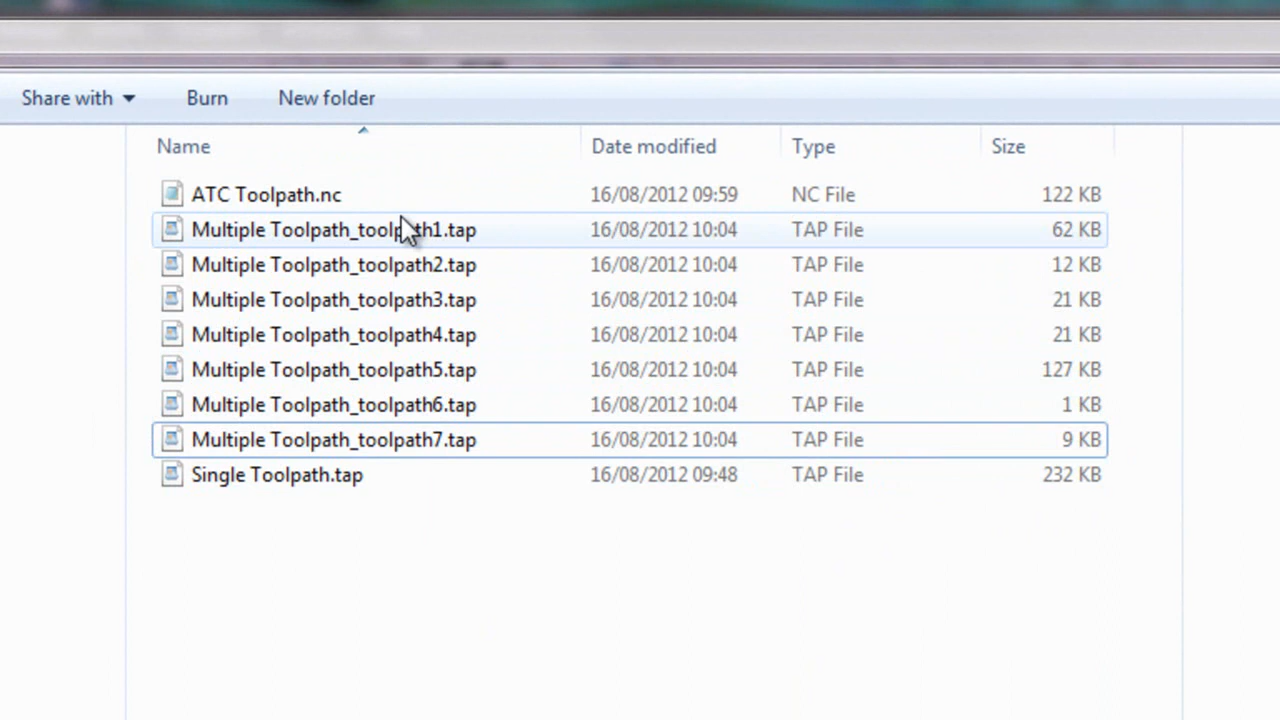 Share with Burn New folder
Name Date modified Type Size
ATC Toolpath.nc 16/08/2012 09:59 NC File 122 KB
Multiple Toolpath_toolpath1.tap 16/08/2012 10:04 TAP File 62 KB
Multiple Toolpath_toolpath2.tap 16/08/2012 10:04 TAP File 12 KB
Multiple Toolpath_toolpath3.tap 16/08/2012 10:04 TAP File 21 KB
Multiple Toolpath_toolpath4.tap 16/08/2012 10:04 TAP File 21 KB
Multiple Toolpath_toolpath5.tap 16/08/2012 10:04 TAP File 127 KB
Multiple Toolpath_toolpath6.tap 16/08/2012 10:04 TAP File 1 KB
Multiple Toolpath_toolpath7.tap 16/08/2012 10:04 TAP File 9 KB
Single Toolpath.tap 16/08/2012 09:48 TAP File 232 KB